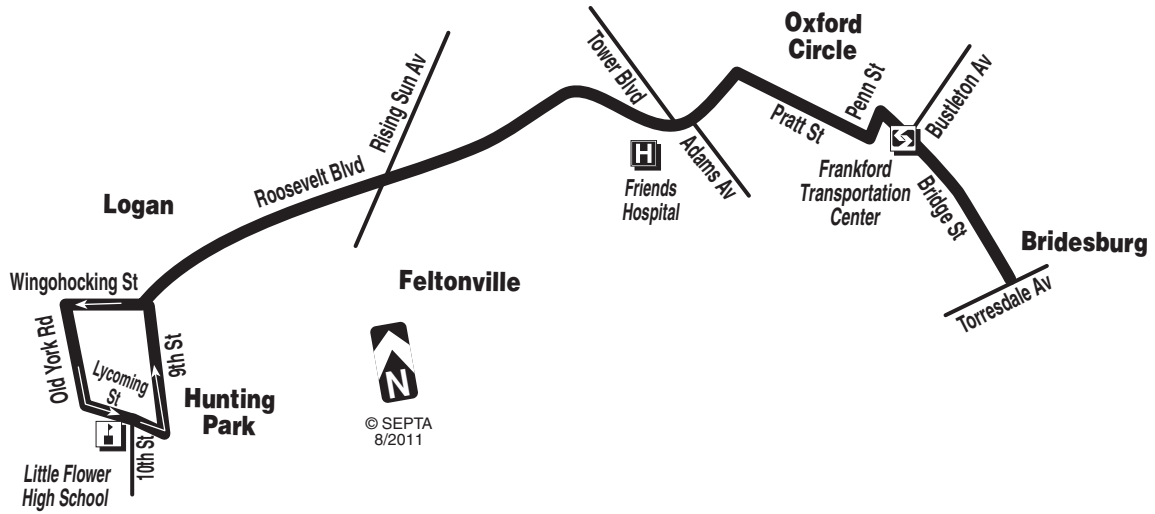 Oxford
Circle
Tower Blvd
Rising Sun Av
Penn St
Bustleton Av
Pratt St
H
Adams Av
Roosevelt Blvd
Friends
Hospital
Frankford
Transportation
Center
Bridge St
Logan
Bridesburg
Wingohocking St
Feltonville
Torresdale Av
Old York Rd
9th St
Lycoming
St
N
Hunting
Park
© SEPTA
8/2011
10th St
Little Flower
High School